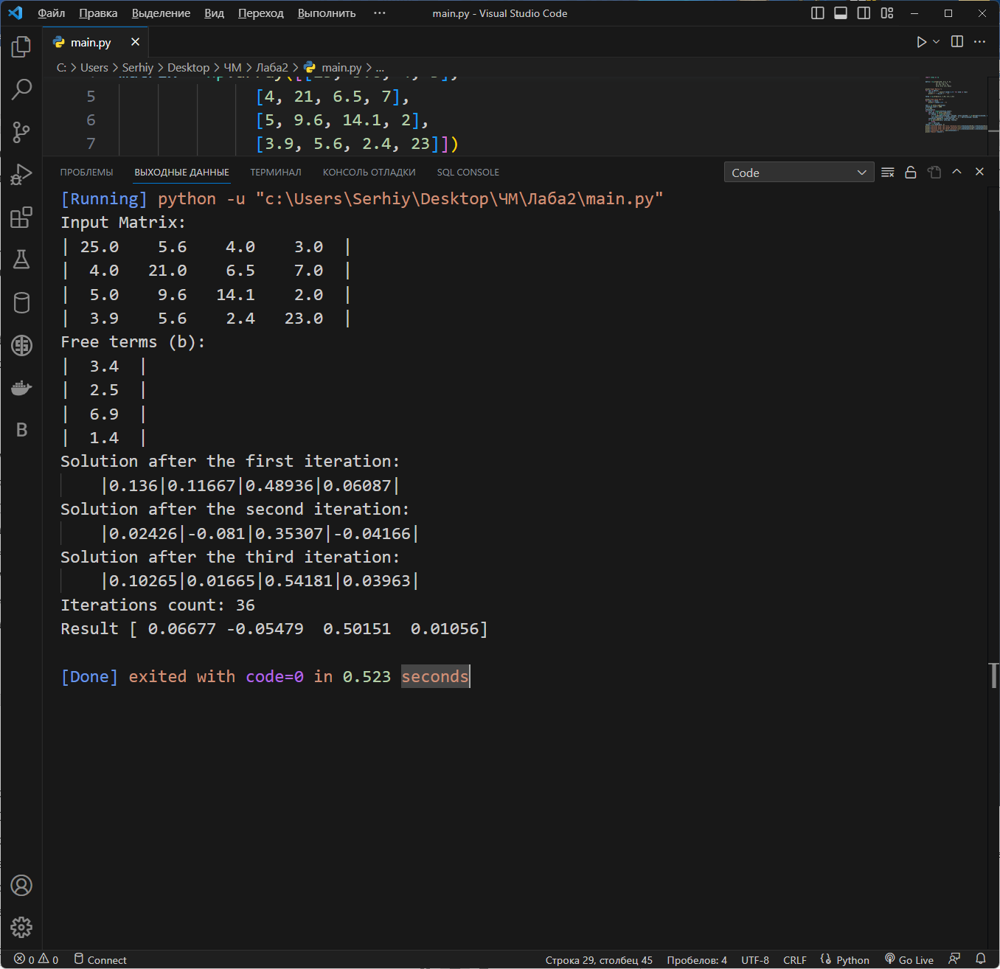 Файл Правка Выделение Вид Переход Выполнить ··· main.py - Visual Studio Code
main.py
C: > Users > Serhiy > Desktop > ЧМ > Лаба2 > main.py > ...
5 [4, 21, 6.5, 7],
6 [5, 9.6, 14.1, 2],
7 [3.9, 5.6, 2.4, 23]])
ПРОБЛЕМЫ ВЫХОДНЫЕ ДАННЫЕ ТЕРМИНАЛ КОНСОЛЬ ОТЛАДКИ SQL CONSOLE Code
[Running] python -u "c:\Users\Serhiy\Desktop\ЧМ\Лаба2\main.py"
Input Matrix:
| 25.0 5.6 4.0 3.0 |
| 4.0 21.0 6.5 7.0 |
| 5.0 9.6 14.1 2.0 |
| 3.9 5.6 2.4 23.0 |
Free terms (b):
| 3.4 |
| 2.5 |
| 6.9 |
| 1.4 |
Solution after the first iteration:
|0.136|0.11667|0.48936|0.06087|
Solution after the second iteration:
|0.02426|-0.081|0.35307|-0.04166|
Solution after the third iteration:
|0.10265|0.01665|0.54181|0.03963|
Iterations count: 36
Result [ 0.06677 -0.05479 0.50151 0.01056]
[Done] exited with code=0 in 0.523 seconds
B
0 0 Connect Строка 29, столбец 45 Пробелов: 4 UTF-8 CRLF Python Go Live